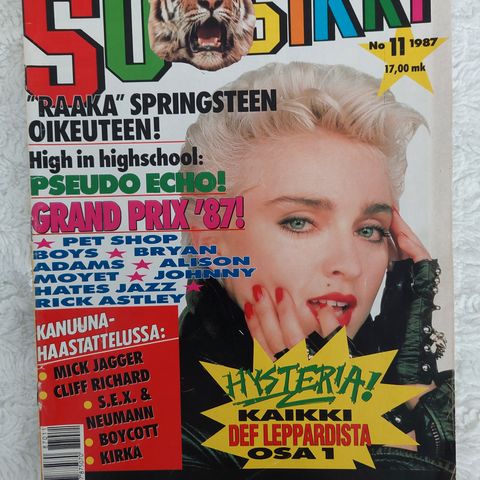 SUOSIKKI
No 11 1987
17,00 mk
"RAAKA" SPRINGSTEEN
OIKEUTEEN!
High in highschool:
PSEUDO ECHO!
GRAND PRIX '87!
★ PET SHOP
BOYS ★ BRYAN
ADAMS ★ ALISON
MOYET ★ JOHNNY
HATES JAZZ ★
RICK ASTLEY
KANUUNA-
HAASTATTELUSSA:
• MICK JAGGER
• CLIFF RICHARD
• S.E.X. &
NEUMANN
• BOYCOTT
• KIRKA
HYSTERIA!
KAIKKI
DEF LEPPARDISTA
OSA 1